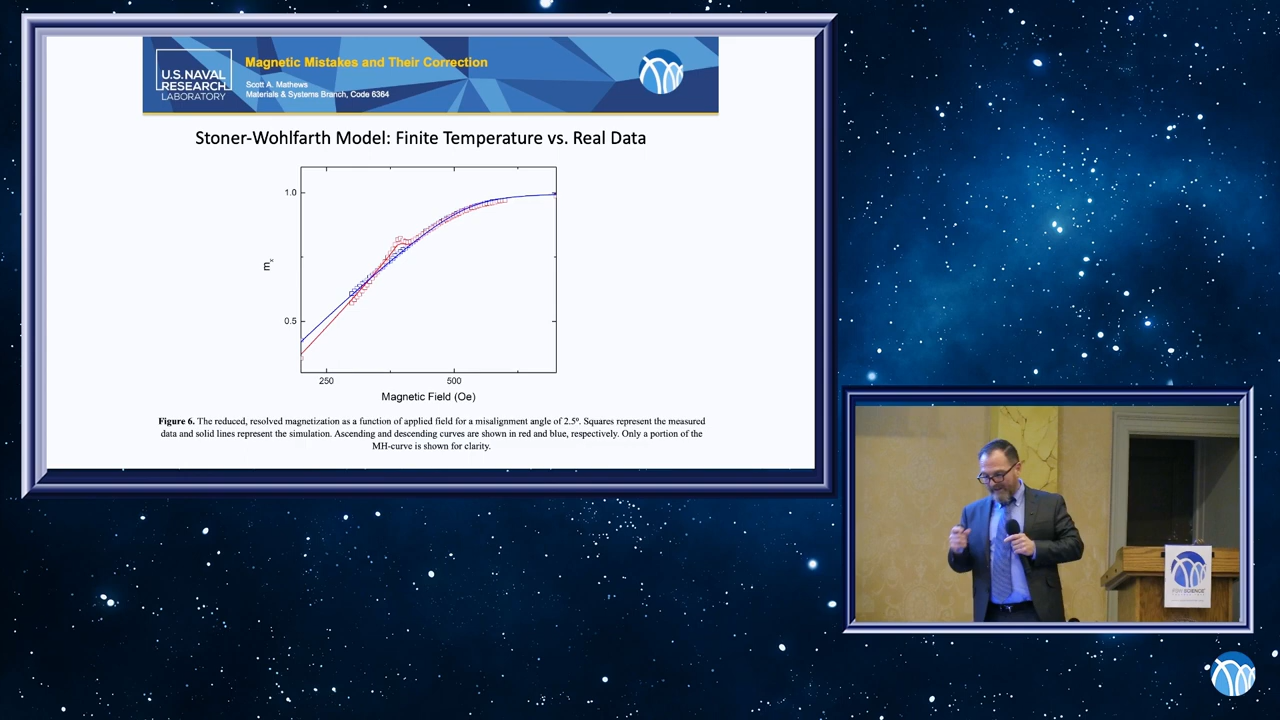 U.S. NAVAL
RESEARCH
LABORATORY
Magnetic Mistakes and Their Correction
Scott A. Mathews
Materials & Systems Branch, Code 6364
Stoner-Wohlfarth Model: Finite Temperature vs. Real Data
1.0
mx
0.5
250 500
Magnetic Field (Oe)
Figure 6. The reduced, resolved magnetization as a function of applied field for a misalignment angle of 2.5º. Squares represent the measured
data and solid lines represent the simulation. Ascending and descending curves are shown in red and blue, respectively. Only a portion of the
MH-curve is shown for clarity.
SCIENCE